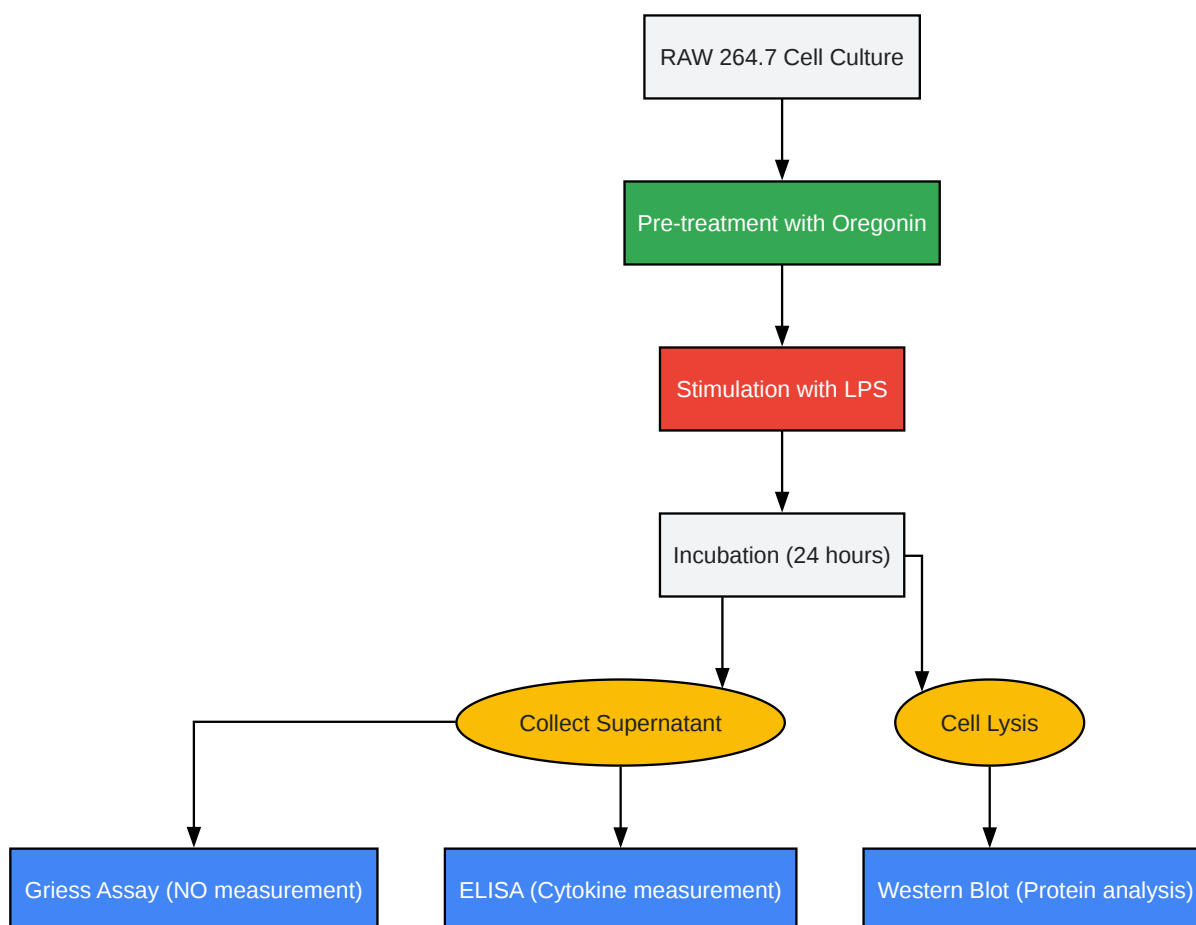 RAW 264.7 Cell Culture
Pre-treatment with Oregonin
Stimulation with LPS
Incubation (24 hours)
Collect Supernatant
Cell Lysis
Griess Assay (NO measurement)
ELISA (Cytokine measurement)
Western Blot (Protein analysis)